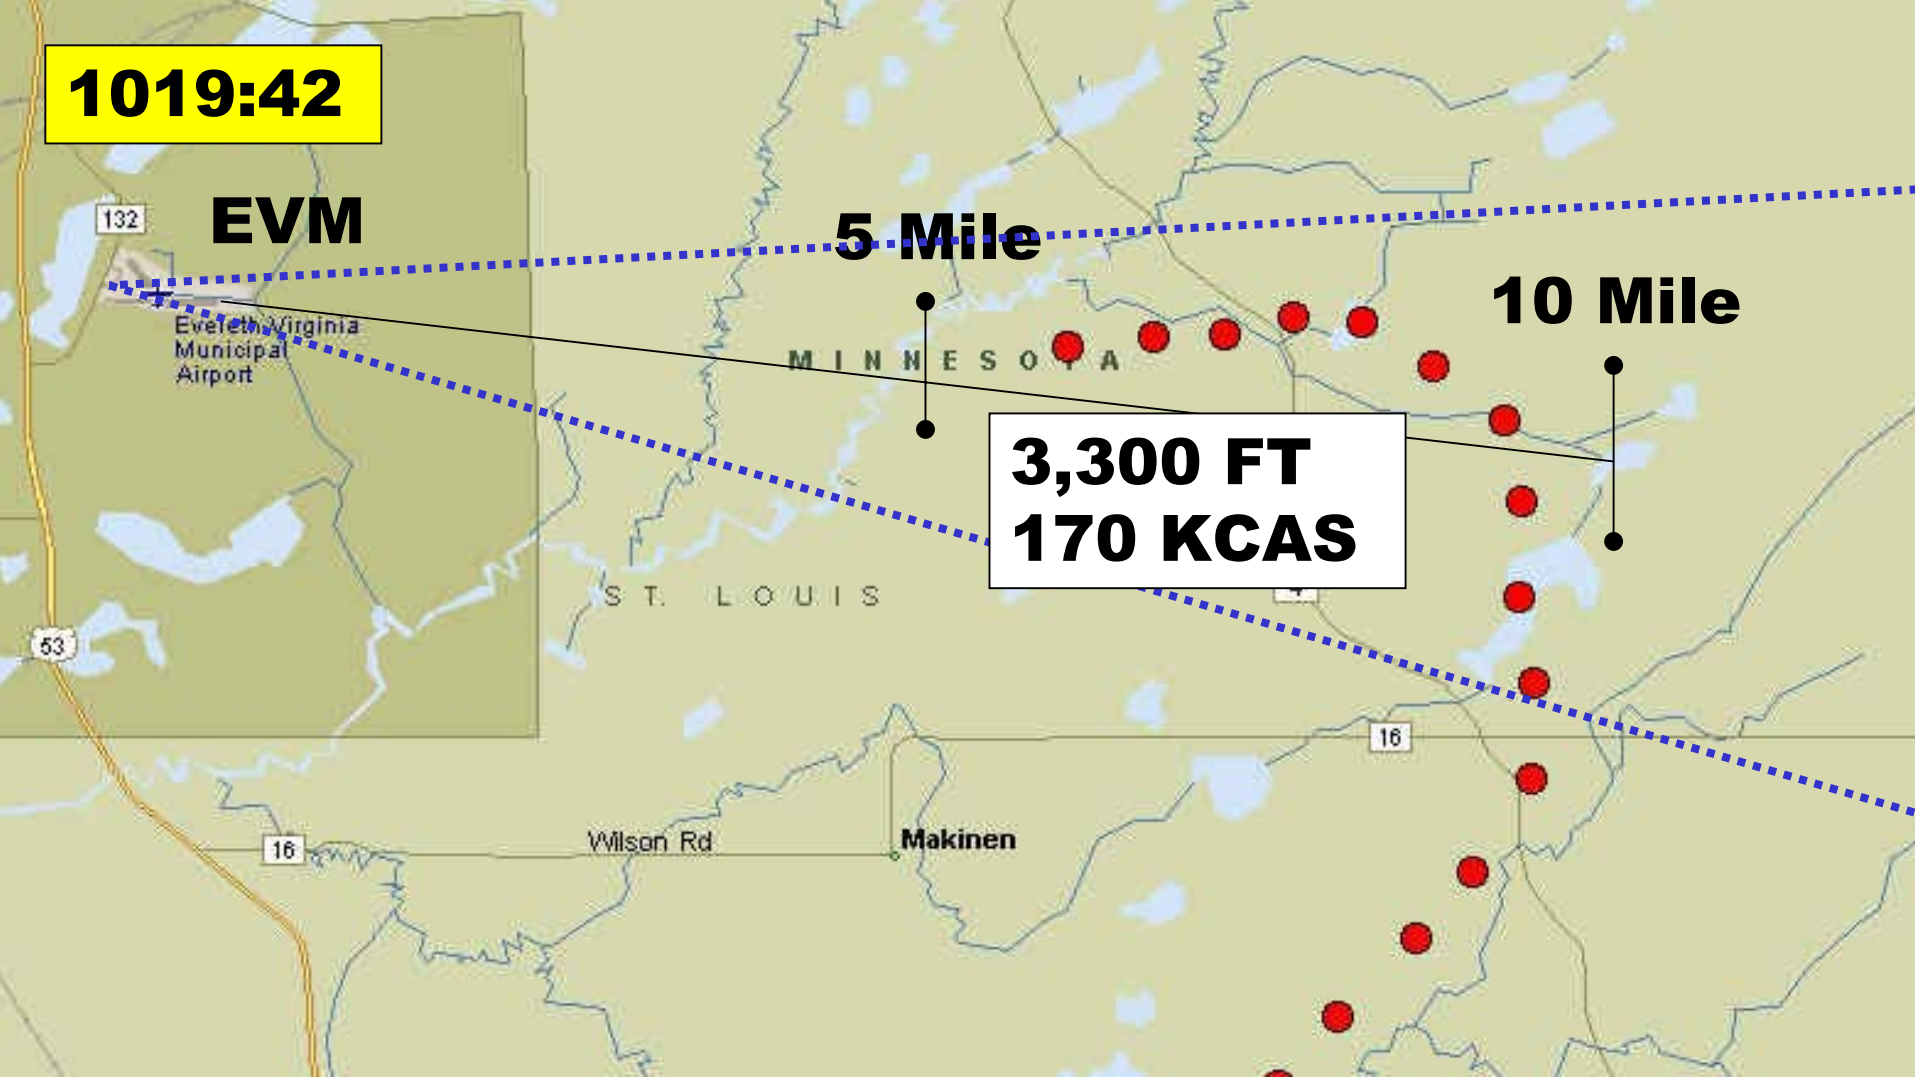 1019:42
132
EVM
5 Mile
10 Mile
Eveleth-Virginia
Municipal
Airport
MINNESOTA
3,300 FT
170 KCAS
ST. LOUIS
4
53
16
Wilson Rd
Makinen
16